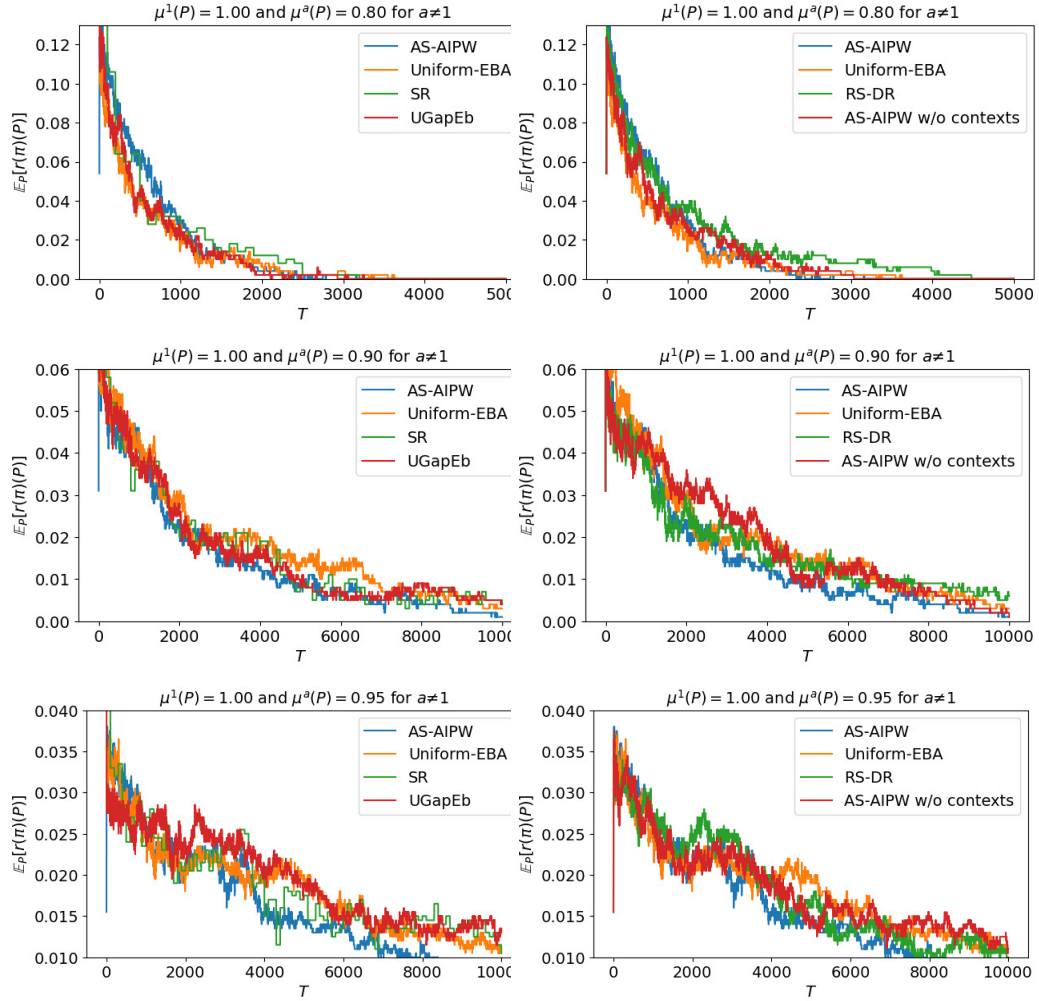 μ¹(P) = 1.00 and μᵃ(P) = 0.80 for a≠1
AS-AIPW
Uniform-EBA
SR
UGapEb
𝔼_P[r(π)(P)]
0.12
0.10
0.08
0.06
0.04
0.02
0.00
0 1000 2000 3000 4000 500
T
μ¹(P) = 1.00 and μᵃ(P) = 0.80 for a≠1
AS-AIPW
Uniform-EBA
RS-DR
AS-AIPW w/o contexts
𝔼_P[r(π)(P)]
0.12
0.10
0.08
0.06
0.04
0.02
0.00
0 1000 2000 3000 4000 5000
T
μ¹(P) = 1.00 and μᵃ(P) = 0.90 for a≠1
AS-AIPW
Uniform-EBA
SR
UGapEb
𝔼_P[r(π)(P)]
0.06
0.05
0.04
0.03
0.02
0.01
0.00
0 2000 4000 6000 8000 1000
T
μ¹(P) = 1.00 and μᵃ(P) = 0.90 for a≠1
AS-AIPW
Uniform-EBA
RS-DR
AS-AIPW w/o contexts
𝔼_P[r(π)(P)]
0.06
0.05
0.04
0.03
0.02
0.01
0.00
0 2000 4000 6000 8000 10000
T
μ¹(P) = 1.00 and μᵃ(P) = 0.95 for a≠1
AS-AIPW
Uniform-EBA
SR
UGapEb
𝔼_P[r(π)(P)]
0.040
0.035
0.030
0.025
0.020
0.015
0.010
0 2000 4000 6000 8000 1000
T
μ¹(P) = 1.00 and μᵃ(P) = 0.95 for a≠1
AS-AIPW
Uniform-EBA
RS-DR
AS-AIPW w/o contexts
𝔼_P[r(π)(P)]
0.040
0.035
0.030
0.025
0.020
0.015
0.010
0 2000 4000 6000 8000 10000
T